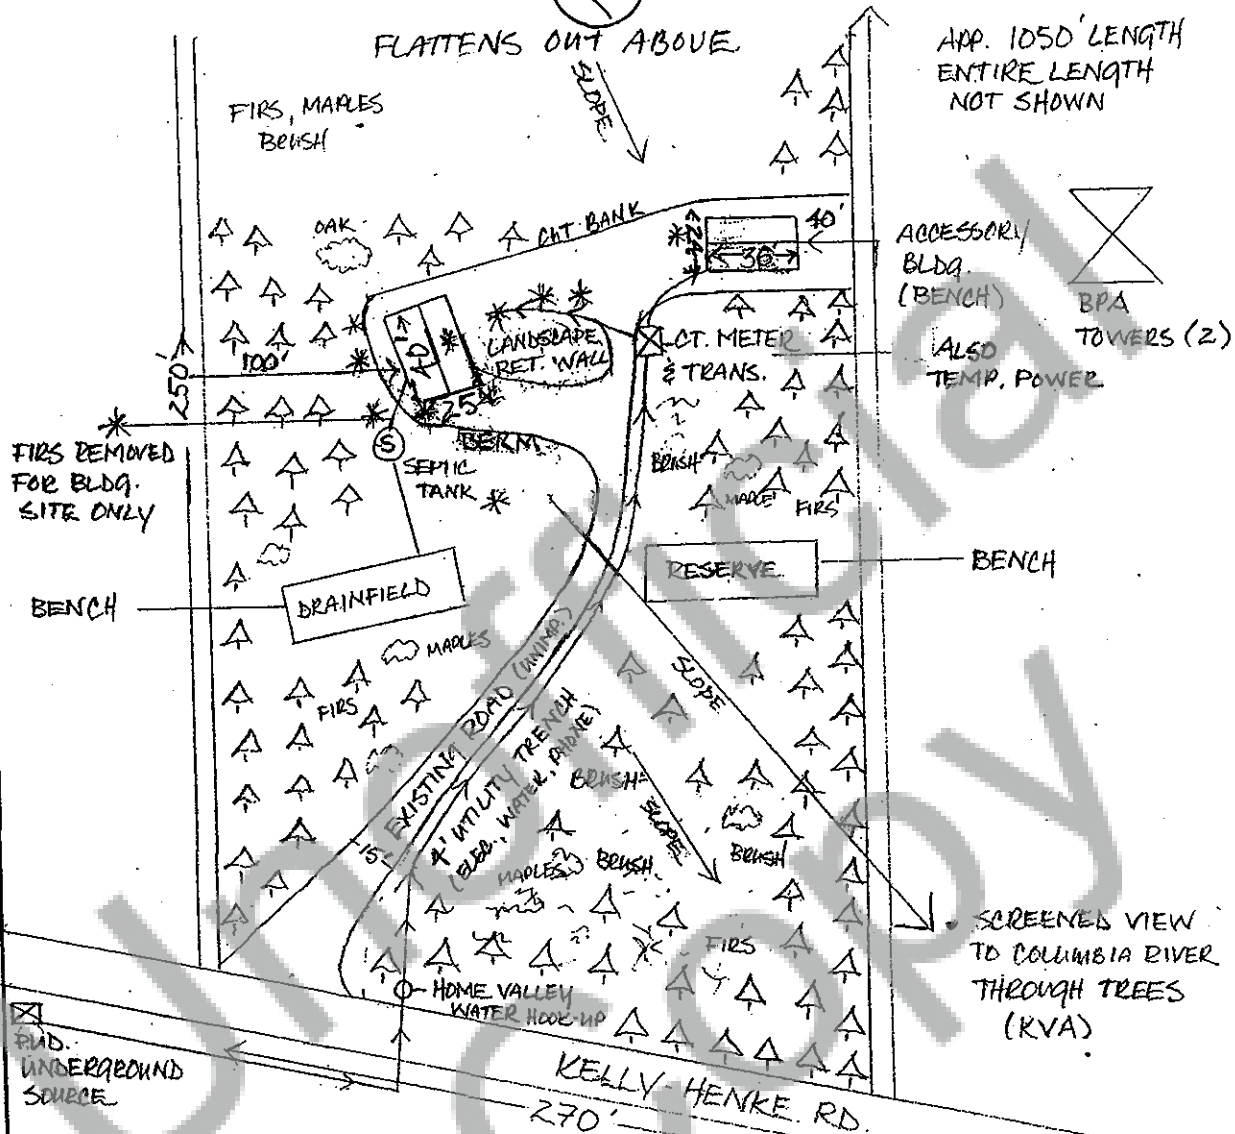 FLATTENS OUT ABOVE
APP. 1050' LENGTH
ENTIRE LENGTH
NOT SHOWN
SLOPE
FIRS, MAPLES
BRUSH
OAK
CUT BANK
24'
36'
40'
ACCESSORY
BLDG.
(BENCH)
BPA
TOWERS (2)
250'
100'
40'
25'
LANDSCAPE
RET. WALL
CT. METER
& TRANS.
ALSO
TEMP. POWER
FIRS REMOVED
FOR BLDG.
SITE ONLY
S
SEPTIC
TANK
BERM
BRUSH
MAPLE
FIRS
BENCH
DRAINFIELD
RESERVE
BENCH
MAPLES
FIRS
15' EXISTING ROAD (UNIMP.)
4' UTILITY TRENCH
(ELEC., WATER, PHONE)
SLOPE
BRUSH
SLOPE
BRUSH
MAPLES
BRUSH
FIRS
SCREENED VIEW
TO COLUMBIA RIVER
THROUGH TREES
(KVA)
HOME VALLEY
WATER HOOK-UP
PUD.
UNDERGROUND
SOURCE
KELLY-HENKE RD.
270'
Unofficial
Copy